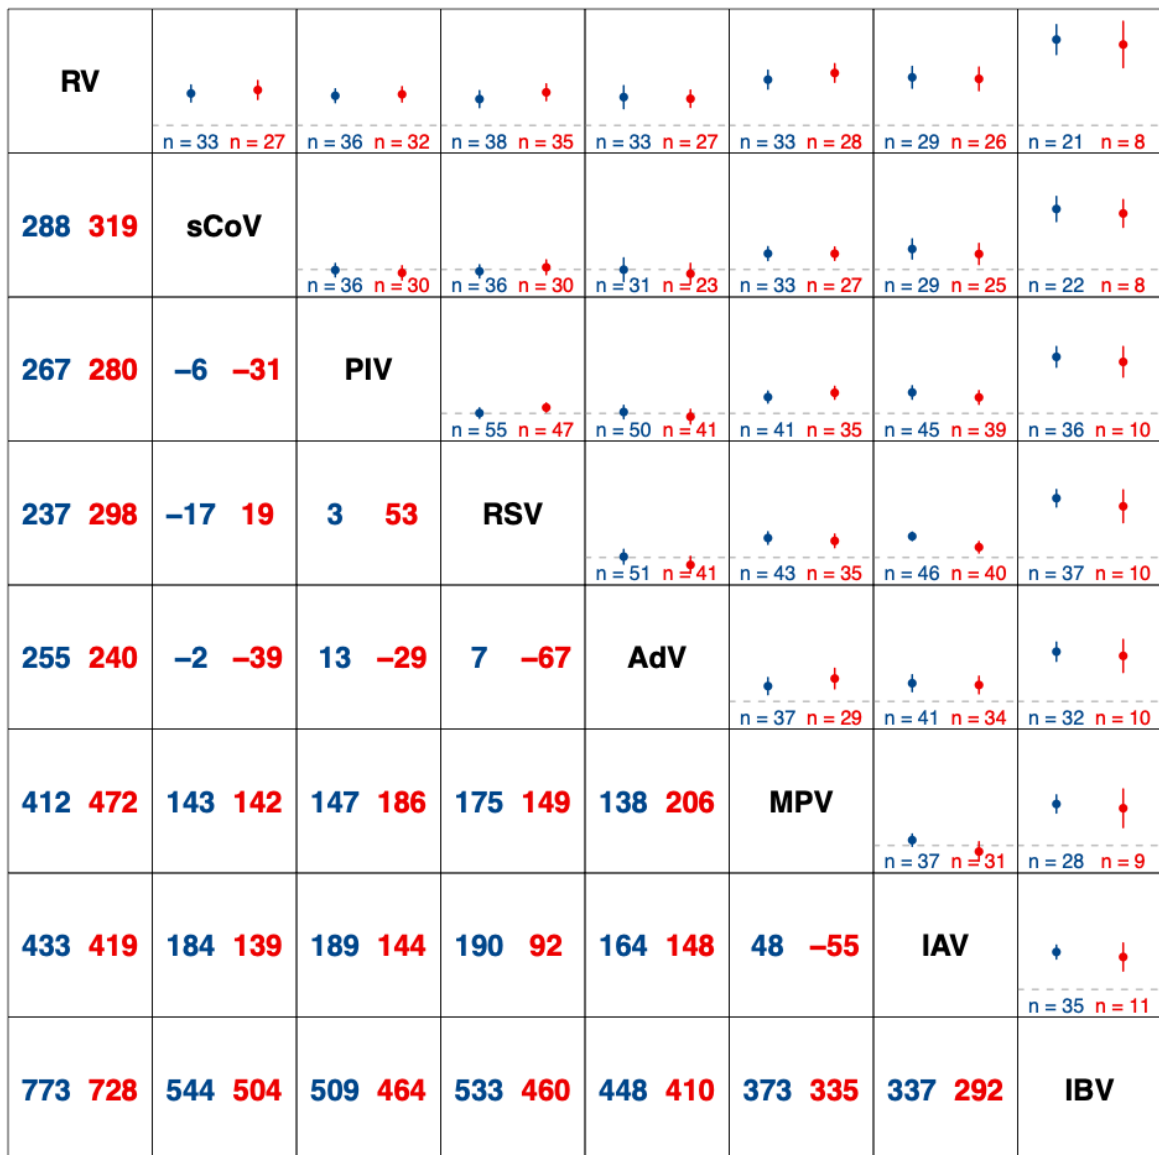 RV
n = 33 n = 27 n = 36 n = 32 n = 38 n = 35 n = 33 n = 27 n = 33 n = 28 n = 29 n = 26 n = 21 n = 8
288 319 sCoV
n = 36 n = 30 n = 36 n = 30 n = 31 n = 23 n = 33 n = 27 n = 29 n = 25 n = 22 n = 8
267 280 −6 −31 PIV
n = 55 n = 47 n = 50 n = 41 n = 41 n = 35 n = 45 n = 39 n = 36 n = 10
237 298 −17 19 3 53 RSV
n = 51 n = 41 n = 43 n = 35 n = 46 n = 40 n = 37 n = 10
255 240 −2 −39 13 −29 7 −67 AdV
n = 37 n = 29 n = 41 n = 34 n = 32 n = 10
412 472 143 142 147 186 175 149 138 206 MPV
n = 37 n = 31 n = 28 n = 9
433 419 184 139 189 144 190 92 164 148 48 −55 IAV
n = 35 n = 11
773 728 544 504 509 464 533 460 448 410 373 335 337 292 IBV